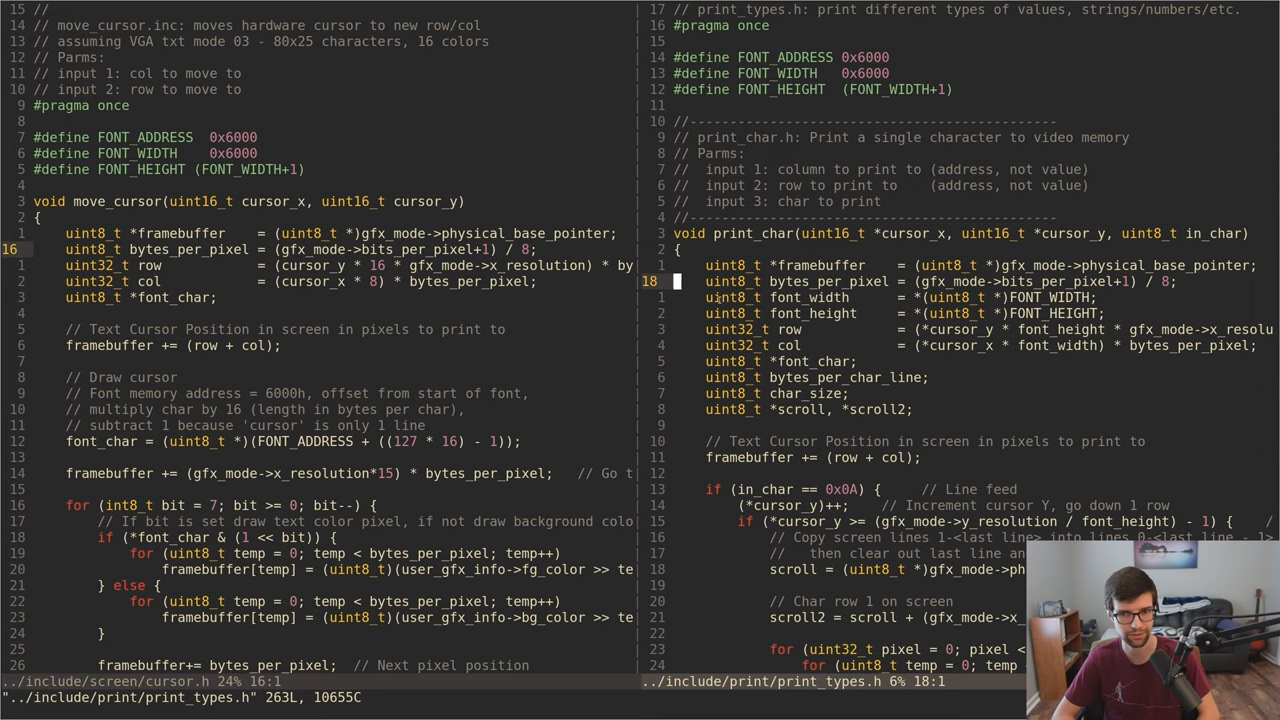 15 //
14 // move_cursor.inc: moves hardware cursor to new row/col
13 // assuming VGA txt mode 03 - 80x25 characters, 16 colors
12 // Parms:
11 // input 1: col to move to
10 // input 2: row to move to
9 #pragma once
8
7 #define FONT_ADDRESS  0x6000
6 #define FONT_WIDTH    0x6000
5 #define FONT_HEIGHT (FONT_WIDTH+1)
4
3 void move_cursor(uint16_t cursor_x, uint16_t cursor_y)
2 {
1     uint8_t *framebuffer    = (uint8_t *)gfx_mode->physical_base_pointer;
16     uint8_t bytes_per_pixel = (gfx_mode->bits_per_pixel+1) / 8;
1     uint32_t row            = (cursor_y * 16 * gfx_mode->x_resolution) * by
2     uint32_t col            = (cursor_x * 8) * bytes_per_pixel;
3     uint8_t *font_char;
4
5     // Text Cursor Position in screen in pixels to print to
6     framebuffer += (row + col);
7
8     // Draw cursor
9     // Font memory address = 6000h, offset from start of font,
10     // multiply char by 16 (length in bytes per char),
11     // subtract 1 because 'cursor' is only 1 line
12     font_char = (uint8_t *)(FONT_ADDRESS + ((127 * 16) - 1));
13
14     framebuffer += (gfx_mode->x_resolution*15) * bytes_per_pixel;   // Go t
15
16     for (int8_t bit = 7; bit >= 0; bit--) {
17         // If bit is set draw text color pixel, if not draw background colo
18         if (*font_char & (1 << bit)) {
19             for (uint8_t temp = 0; temp < bytes_per_pixel; temp++)
20                 framebuffer[temp] = (uint8_t)(user_gfx_info->fg_color >> te
21         } else {
22             for (uint8_t temp = 0; temp < bytes_per_pixel; temp++)
23                 framebuffer[temp] = (uint8_t)(user_gfx_info->bg_color >> te
24         }
25
26         framebuffer+= bytes_per_pixel;  // Next pixel position
../include/screen/cursor.h 24% 16:1
"../include/print/print_types.h" 263L, 10655C
17 // print_types.h: print different types of values, strings/numbers/etc.
16 #pragma once
15
14 #define FONT_ADDRESS 0x6000
13 #define FONT_WIDTH   0x6000
12 #define FONT_HEIGHT  (FONT_WIDTH+1)
11
10 //----------------------------------------------
9 // print_char.h: Print a single character to video memory
8 // Parms:
7 //  input 1: column to print to (address, not value)
6 //  input 2: row to print to    (address, not value)
5 //  input 3: char to print
4 //----------------------------------------------
3 void print_char(uint16_t *cursor_x, uint16_t *cursor_y, uint8_t in_char)
2 {
1     uint8_t *framebuffer    = (uint8_t *)gfx_mode->physical_base_pointer;
18     uint8_t bytes_per_pixel = (gfx_mode->bits_per_pixel+1) / 8;
1     uint8_t font_width      = *(uint8_t *)FONT_WIDTH;
2     uint8_t font_height     = *(uint8_t *)FONT_HEIGHT;
3     uint32_t row            = (*cursor_y * font_height * gfx_mode->x_resolu
4     uint32_t col            = (*cursor_x * font_width) * bytes_per_pixel;
5     uint8_t *font_char;
6     uint8_t bytes_per_char_line;
7     uint8_t char_size;
8     uint8_t *scroll, *scroll2;
9
10     // Text Cursor Position in screen in pixels to print to
11     framebuffer += (row + col);
12
13     if (in_char == 0x0A) {     // Line feed
14         (*cursor_y)++;   // Increment cursor Y, go down 1 row
15         if (*cursor_y >= (gfx_mode->y_resolution / font_height) - 1) {    /
16             // Copy screen lines 1-<last line> into lines 0-<last line - 1>
17             //   then clear out last line an
18             scroll = (uint8_t *)gfx_mode->ph
19
20             // Char row 1 on screen
21             scroll2 = scroll + (gfx_mode->x_
22
23             for (uint32_t pixel = 0; pixel <
24                 for (uint8_t temp = 0; temp
../include/print/print_types.h 6% 18:1